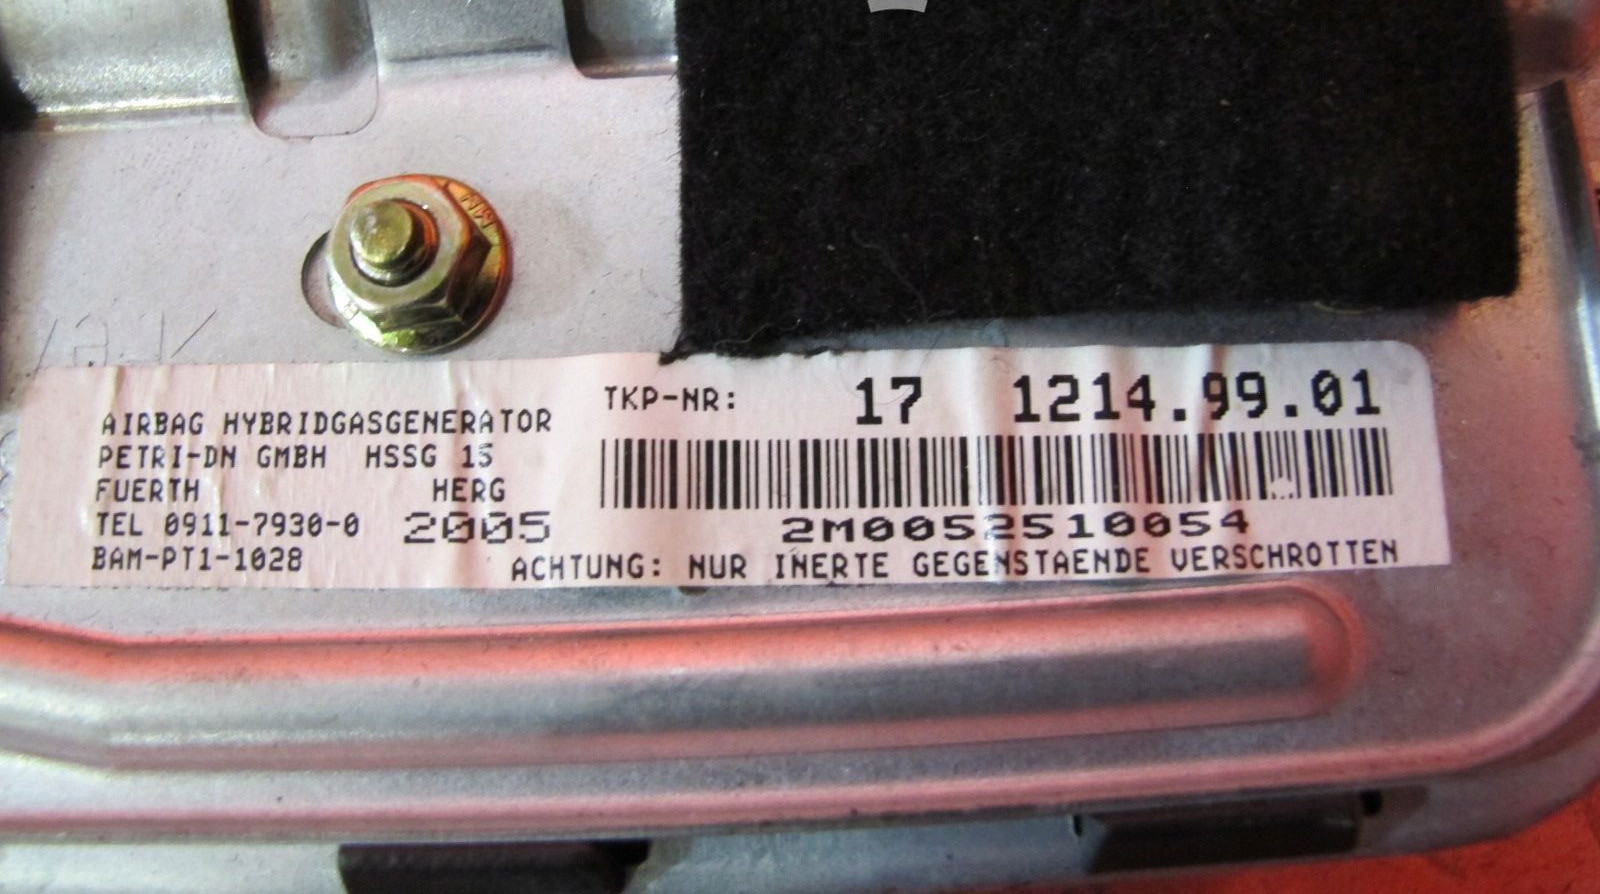 AIRBAG HYBRIDGASGENERATOR
PETRI-DN GMBH HSSG 15
FUERTH HERG
TEL 0911-7930-0 2005
BAM-PT1-1028
TKP-NR: 17 1214.99.01
2M0052510054
ACHTUNG: NUR INERTE GEGENSTAENDE VERSCHROTTEN